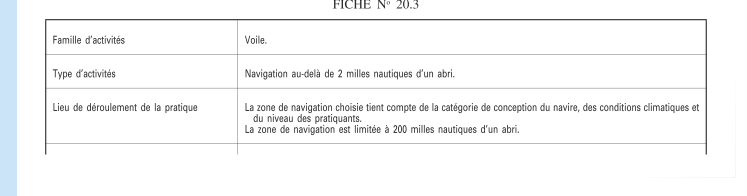 FICHE Nº 20.3
Famille d'activités
Voile.
Type d'activités
Navigation au-delà de 2 milles nautiques d'un abri.
Lieu de déroulement de la pratique
La zone de navigation choisie tient compte de la catégorie de conception du navire, des conditions climatiques et
du niveau des pratiquants.
La zone de navigation est limitée à 200 milles nautiques d'un abri.